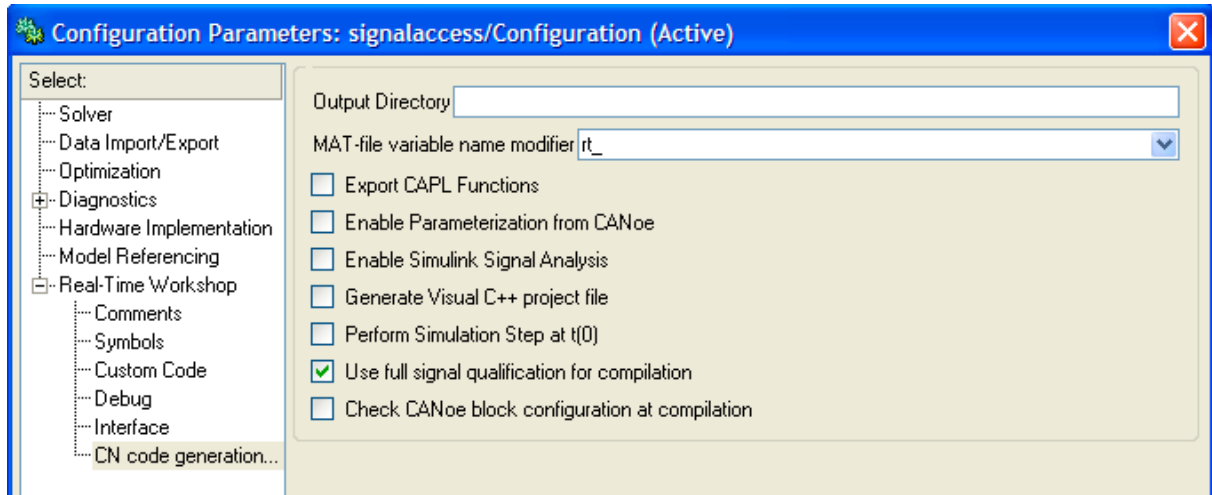 Configuration Parameters: signalaccess/Configuration (Active)
Select:
Solver
Data Import/Export
Optimization
Diagnostics
Hardware Implementation
Model Referencing
Real-Time Workshop
Comments
Symbols
Custom Code
Debug
Interface
CN code generation...
Output Directory
MAT-file variable name modifier rt_
Export CAPL Functions
Enable Parameterization from CANoe
Enable Simulink Signal Analysis
Generate Visual C++ project file
Perform Simulation Step at t(0)
Use full signal qualification for compilation
Check CANoe block configuration at compilation